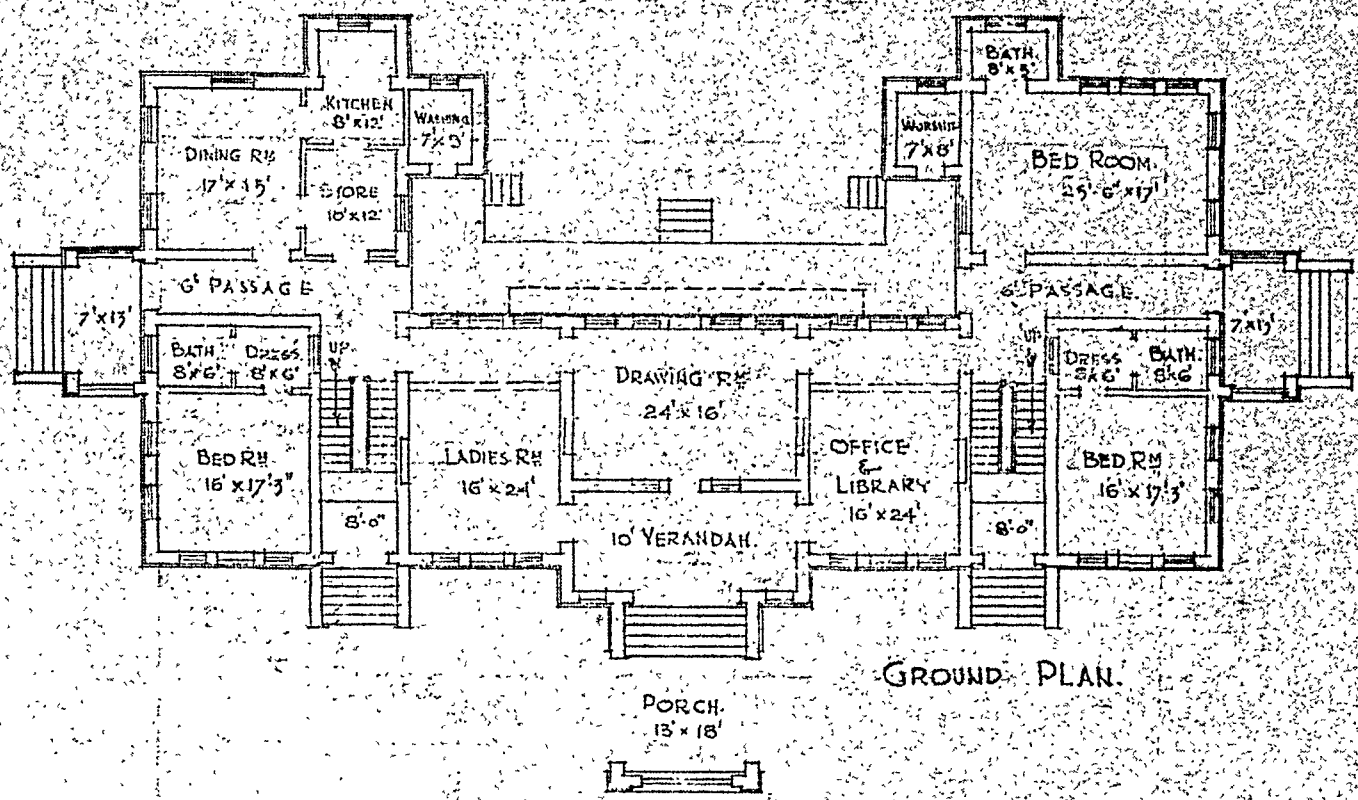 BATH.
8' x 5'
KITCHEN
8' x 12'
WASHING
7' x 9'
WORSHIP
7' x 8'
DINING RM
17' x 15'
STORE
10' x 12'
BED ROOM
25'-6" x 17'
6' PASSAGE
6' PASSAGE.
7' x 13'
7' x 13'
BATH.
8' x 6'
DRESS.
8' x 6'
UP
DRAWING RM
24' x 16'
UP
DRESS
8' x 6'
BATH.
8' x 6'
BED RM
16' x 17'-3"
LADIES RM
16' x 24'
OFFICE
&
LIBRARY
16' x 24'
BED RM
16' x 17'-3"
8'-0"
10' VERANDAH.
8'-0"
GROUND PLAN.
PORCH.
13' x 18'